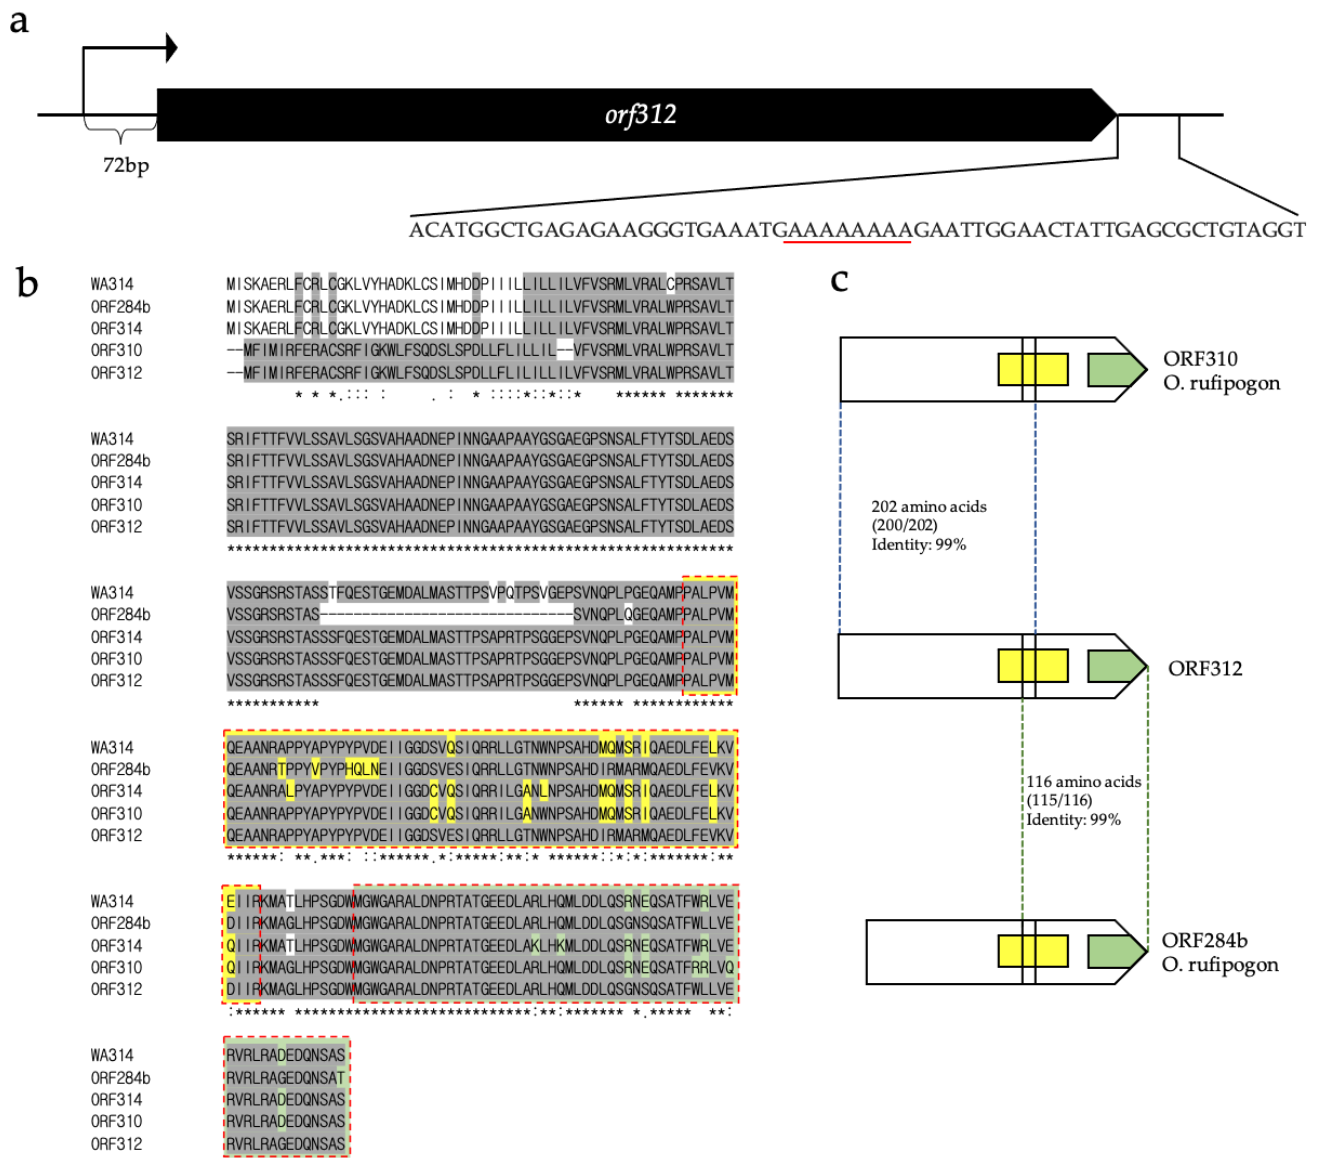 a
orf312
72bp
ACATGGCTGAGAGAAGGGTGAAATGAAAAAAAAGAATTGGAACTATTGAGCGCTGTAGGT
b
WA314 MISKAERLFCRLCGKLVYHADKLCSIMHDDPIIILLILLILVFVSRMLVRALCPRSAVLT
ORF284b MISKAERLFCRLCGKLVYHADKLCSIMHDDPIIILLILLILVFVSRMLVRALWPRSAVLT
ORF314 MISKAERLFCRLCGKLVYHADKLCSIMHDDPIIILLILLILVFVSRMLVRALWPRSAVLT
ORF310 --MFIMIRFERACSRFIGKWLFSQDSLSPDLLFLILLIL--VFVSRMLVRALWPRSAVLT
ORF312 --MFIMIRFERACSRFIGKWLFSQDSLSPDLLFLILLILLILVFVSRMLVRALWPRSAVLT
* * *.::: : . : * ::::*::* ****** *******
WA314 SRIFTTFVVLSSAVLSGSVAHAADNEPINNGAAPAAYGSGAEGPSNSALFTYTSDLAEDS
ORF284b SRIFTTFVVLSSAVLSGSVAHAADNEPINNGAAPAAYGSGAEGPSNSALFTYTSDLAEDS
ORF314 SRIFTTFVVLSSAVLSGSVAHAADNEPINNGAAPAAYGSGAEGPSNSALFTYTSDLAEDS
ORF310 SRIFTTFVVLSSAVLSGSVAHAADNEPINNGAAPAAYGSGAEGPSNSALFTYTSDLAEDS
ORF312 SRIFTTFVVLSSAVLSGSVAHAADNEPINNGAAPAAYGSGAEGPSNSALFTYTSDLAEDS
************************************************************
WA314 VSSGRSRSTASSTFQESTGEMDALMASTTPSVPQTPSVGEPSVNQPLPGEQAMPPALPVM
ORF284b VSSGRSRSTAS------------------------------SVNQPLQGEQAMPPALPVM
ORF314 VSSGRSRSTASSSFQESTGEMDALMASTTPSAPRTPSGGEPSVNQPLPGEQAMPPALPVM
ORF310 VSSGRSRSTASSSFQESTGEMDALMASTTPSAPRTPSGGEPSVNQPLPGEQAMPPALPVM
ORF312 VSSGRSRSTASSSFQESTGEMDALMASTTPSAPRTPSGGEPSVNQPLPGEQAMPPALPVM
*********** ****** ************
WA314 QEAANRAPPYAPYPYPVDEIIGGDSVQSIQRRLLGTNWNPSAHDMQMSRIQAEDLFELKV
ORF284b QEAANRTPPYVPYPHQLNEIIGGDSVESIQRRLLGTNWNPSAHDIRMARMQAEDLFEVKV
ORF314 QEAANRALPYAPYPYPVDEIIGGDCVQSIQRRILGANLNPSAHDMQMSRIQAEDLFELKV
ORF310 QEAANRAPPYAPYPYPVDEIIGGDCVQSIQRRILGANWNPSAHDMQMSRIQAEDLFELKV
ORF312 QEAANRAPPYAPYPYPVDEIIGGDSVESIQRRLLGTNWNPSAHDIRMARMQAEDLFEVKV
******: **.***: ::*****.*:*****:**:* ******::*:*:*******:**
WA314 EIIRKMATLHPSGDWMGWGARALDNPRTATGEEDLARLHQMLDDLQSRNEQSATFWRLVE
ORF284b DIIRKMAGLHPSGDWMGWGARALDNPRTATGEEDLARLHQMLDDLQSGNSQSATFWLLVE
ORF314 QIIRKMATLHPSGDWMGWGARALDNPRTATGEEDLAKLHKMLDDLQSRNEQSATFWRLVE
ORF310 QIIRKMAGLHPSGDWMGWGARALDNPRTATGEEDLARLHQMLDDLQSRNEQSATFRRLVQ
ORF312 DIIRKMAGLHPSGDWMGWGARALDNPRTATGEEDLARLHQMLDDLQSGNSQSATFWLLVE
:****** ****************************:**:******* *.***** **:
WA314 RVRLRADEDQNSAS
ORF284b RVRLRAGEDQNSAT
ORF314 RVRLRADEDQNSAS
ORF310 RVRLRADEDQNSAS
ORF312 RVRLRAGEDQNSAS
c
ORF310
O. rufipogon
202 amino acids
(200/202)
Identity: 99%
ORF312
116 amino acids
(115/116)
Identity: 99%
ORF284b
O. rufipogon